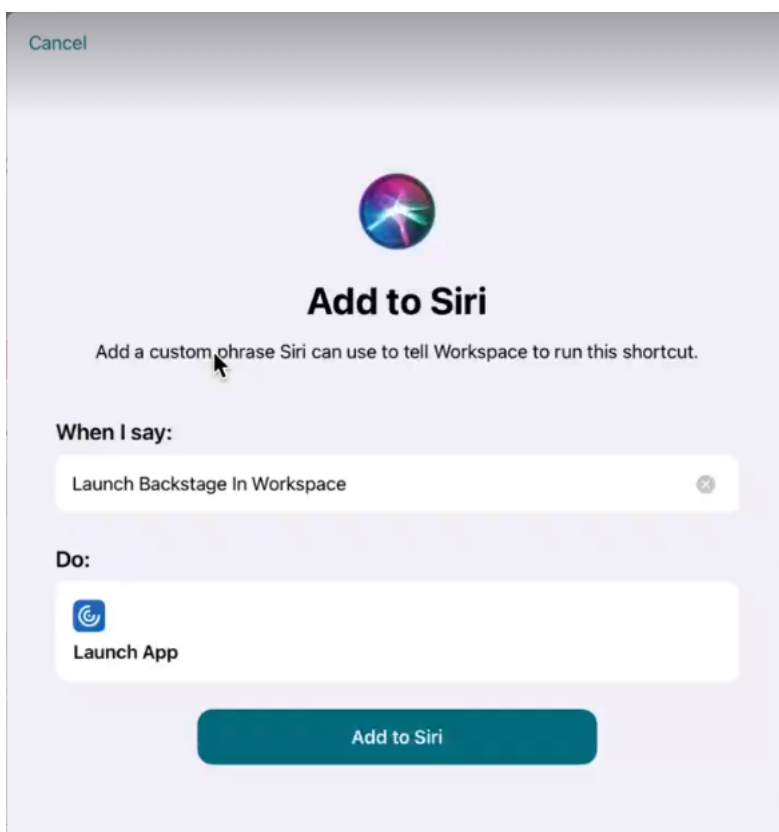 Cancel
Add to Siri
Add a custom phrase Siri can use to tell Workspace to run this shortcut.
When I say:
Launch Backstage In Workspace
Do:
Launch App
Add to Siri